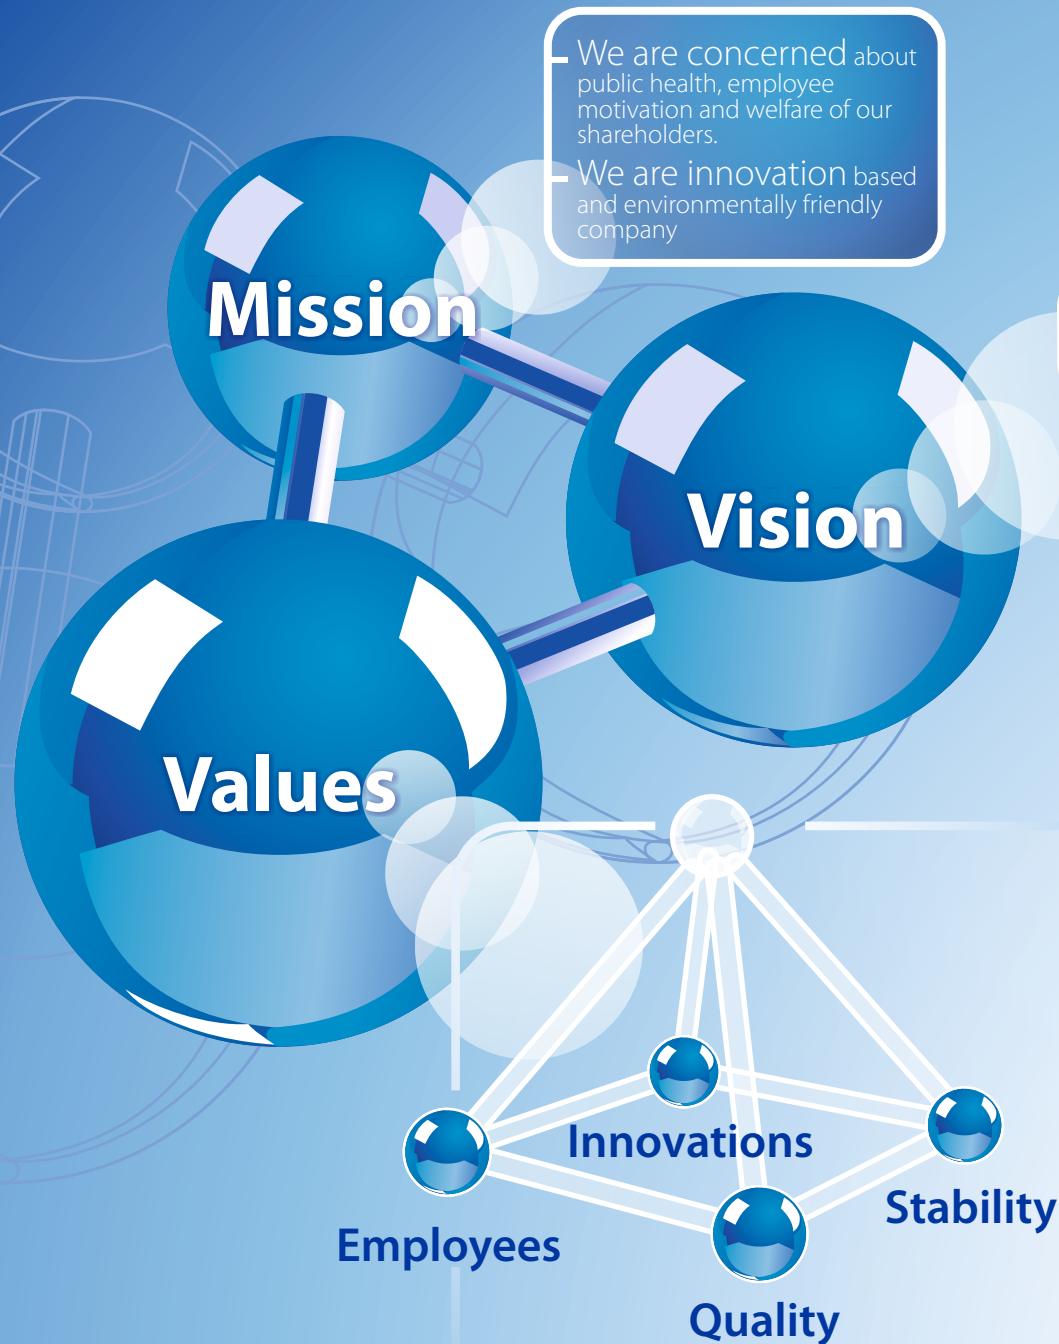 We are concerned about
public health, employee
motivation and welfare of our
shareholders.
We are innovation based
and environmentally friendly
company
Mission
Vision
Values
Innovations
Stability
Employees
Quality